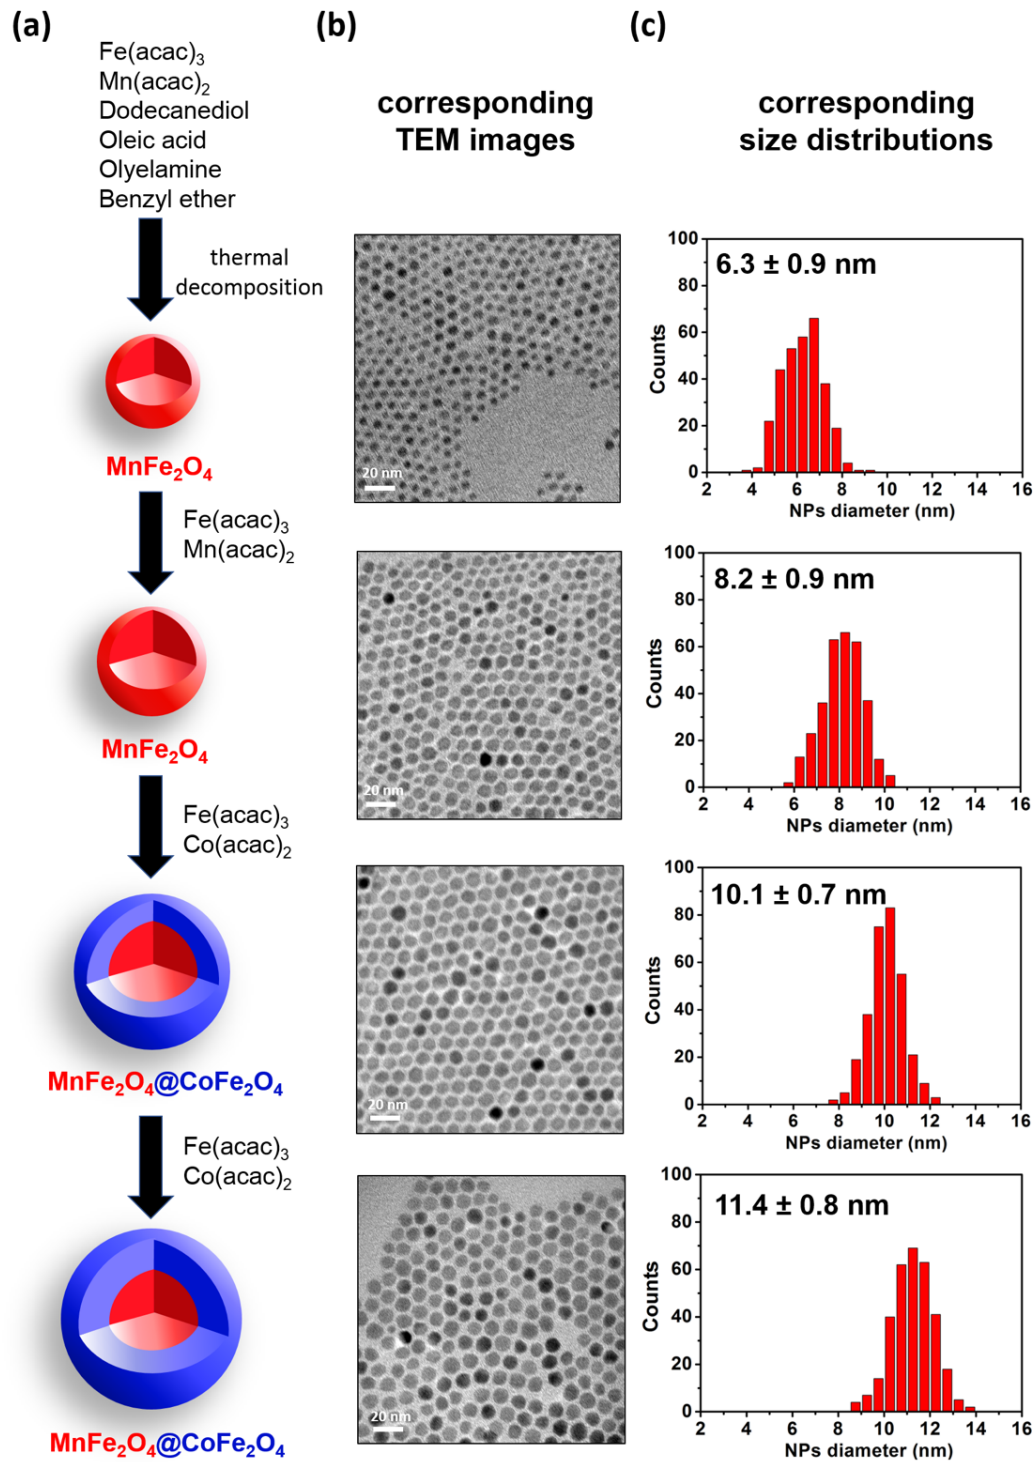 (a)
Fe(acac)₃
Mn(acac)₂
Dodecanediol
Oleic acid
Olyelamine
Benzyl ether
thermal
decomposition
MnFe₂O₄
Fe(acac)₃
Mn(acac)₂
MnFe₂O₄
Fe(acac)₃
Co(acac)₂
MnFe₂O₄@CoFe₂O₄
Fe(acac)₃
Co(acac)₂
MnFe₂O₄@CoFe₂O₄
(b)
corresponding
TEM images
20 nm
20 nm
20 nm
20 nm
(c)
corresponding
size distributions
6.3 ± 0.9 nm
Counts
100
80
60
40
20
0
2 4 6 8 10 12 14 16
NPs diameter (nm)
8.2 ± 0.9 nm
Counts
100
80
60
40
20
0
2 4 6 8 10 12 14 16
NPs diameter (nm)
10.1 ± 0.7 nm
Counts
100
80
60
40
20
0
2 4 6 8 10 12 14 16
NPs diameter (nm)
11.4 ± 0.8 nm
Counts
100
80
60
40
20
0
2 4 6 8 10 12 14 16
NPs diameter (nm)